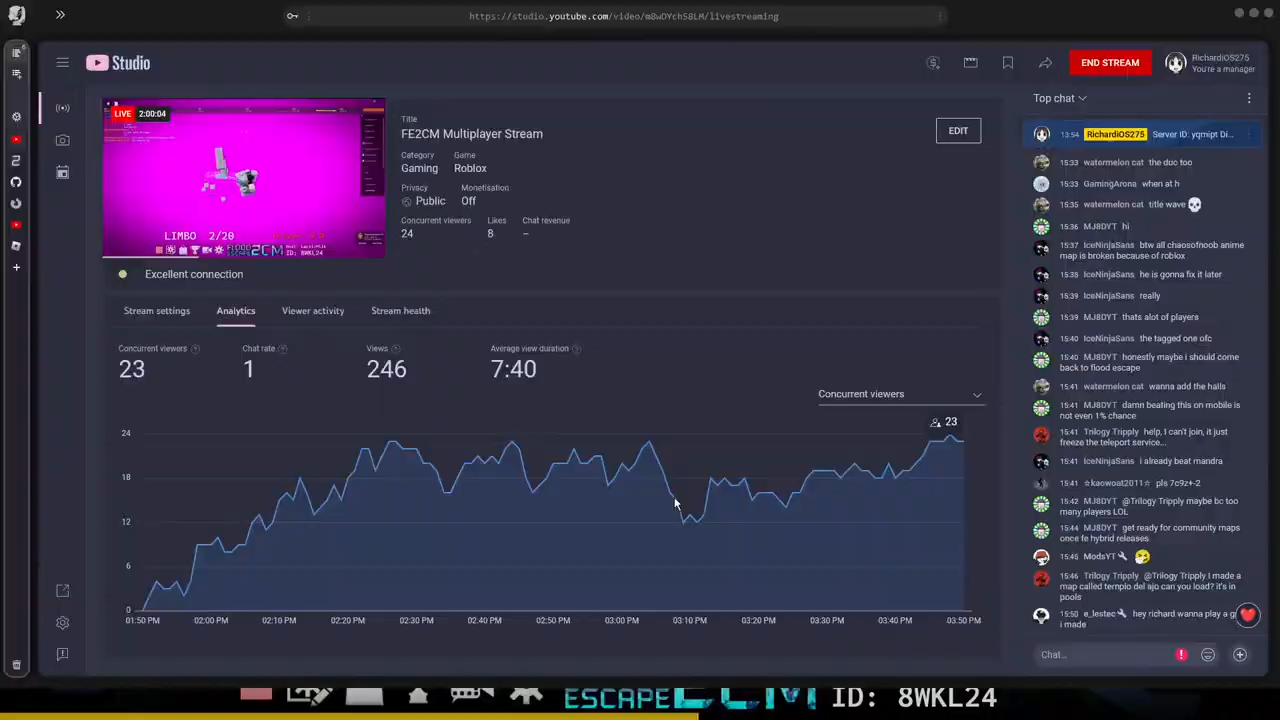 https://studio.youtube.com/video/m8wDYchS8LM/livestreaming
Studio
END STREAM
RichardiOS275
You're a manager
LIVE 2:00:04
LIMBO 2/20
ID: 8WKL24
Title
FE2CM Multiplayer Stream
EDIT
Category Game
Gaming Roblox
Privacy Monetisation
Public Off
Concurrent viewers Likes Chat revenue
24 8 –
Excellent connection
Stream settings Analytics Viewer activity Stream health
Concurrent viewers Chat rate Views Average view duration
23 1 246 7:40
Concurrent viewers
23
24
18
12
6
0
01:50 PM 02:00 PM 02:10 PM 02:20 PM 02:30 PM 02:40 PM 02:50 PM 03:00 PM 03:10 PM 03:20 PM 03:30 PM 03:40 PM 03:50 PM
Top chat
13:54 RichardiOS275 Server ID: yqmipt Di...
15:33 watermelon cat the duc too
15:33 GamingArona when at h
15:35 watermelon cat title wave
15:36 MJ8DYT hi
15:37 IceNinjaSans btw all chaosofnoob anime
map is broken because of roblox
15:38 IceNinjaSans he is gonna fix it later
15:39 IceNinjaSans really
15:39 MJ8DYT thats alot of players
15:40 IceNinjaSans the tagged one ofc
15:40 MJ8DYT honestly maybe i should come
back to flood escape
15:41 watermelon cat wanna add the halls
15:41 MJ8DYT damn beating this on mobile is
not even 1% chance
15:41 Trilogy Tripply help, I can't join, it just
freeze the teleport service...
15:41 IceNinjaSans i already beat mandra
15:41 ☆kaowoat2011☆ pls 7c9z+-2
15:42 MJ8DYT @Trilogy Tripply maybe bc too
many players LOL
15:44 MJ8DYT get ready for community maps
once fe hybrid releases
15:45 ModsYT
15:46 Trilogy Tripply @Trilogy Tripply I made a
map called templo del ajo can you load? it's in
pools
15:50 e_lestec hey richard wanna play a g
i made
Chat...
ESCAPE 2CM ID: 8WKL24